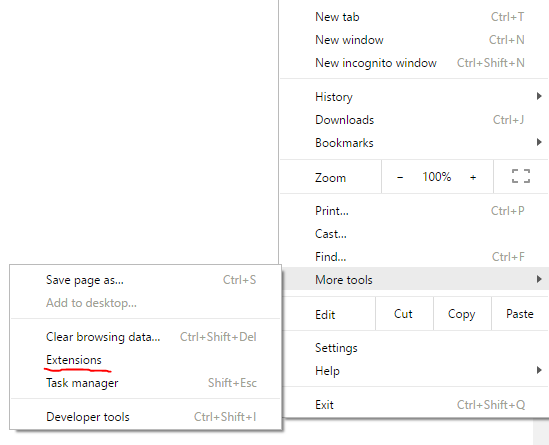 New tab Ctrl+T
New window Ctrl+N
New incognito window Ctrl+Shift+N
History
Downloads Ctrl+J
Bookmarks
Zoom − 100% +
Print... Ctrl+P
Cast...
Find... Ctrl+F
More tools
Edit Cut Copy Paste
Settings
Help
Exit Ctrl+Shift+Q
Save page as... Ctrl+S
Add to desktop...
Clear browsing data... Ctrl+Shift+Del
Extensions
Task manager Shift+Esc
Developer tools Ctrl+Shift+I